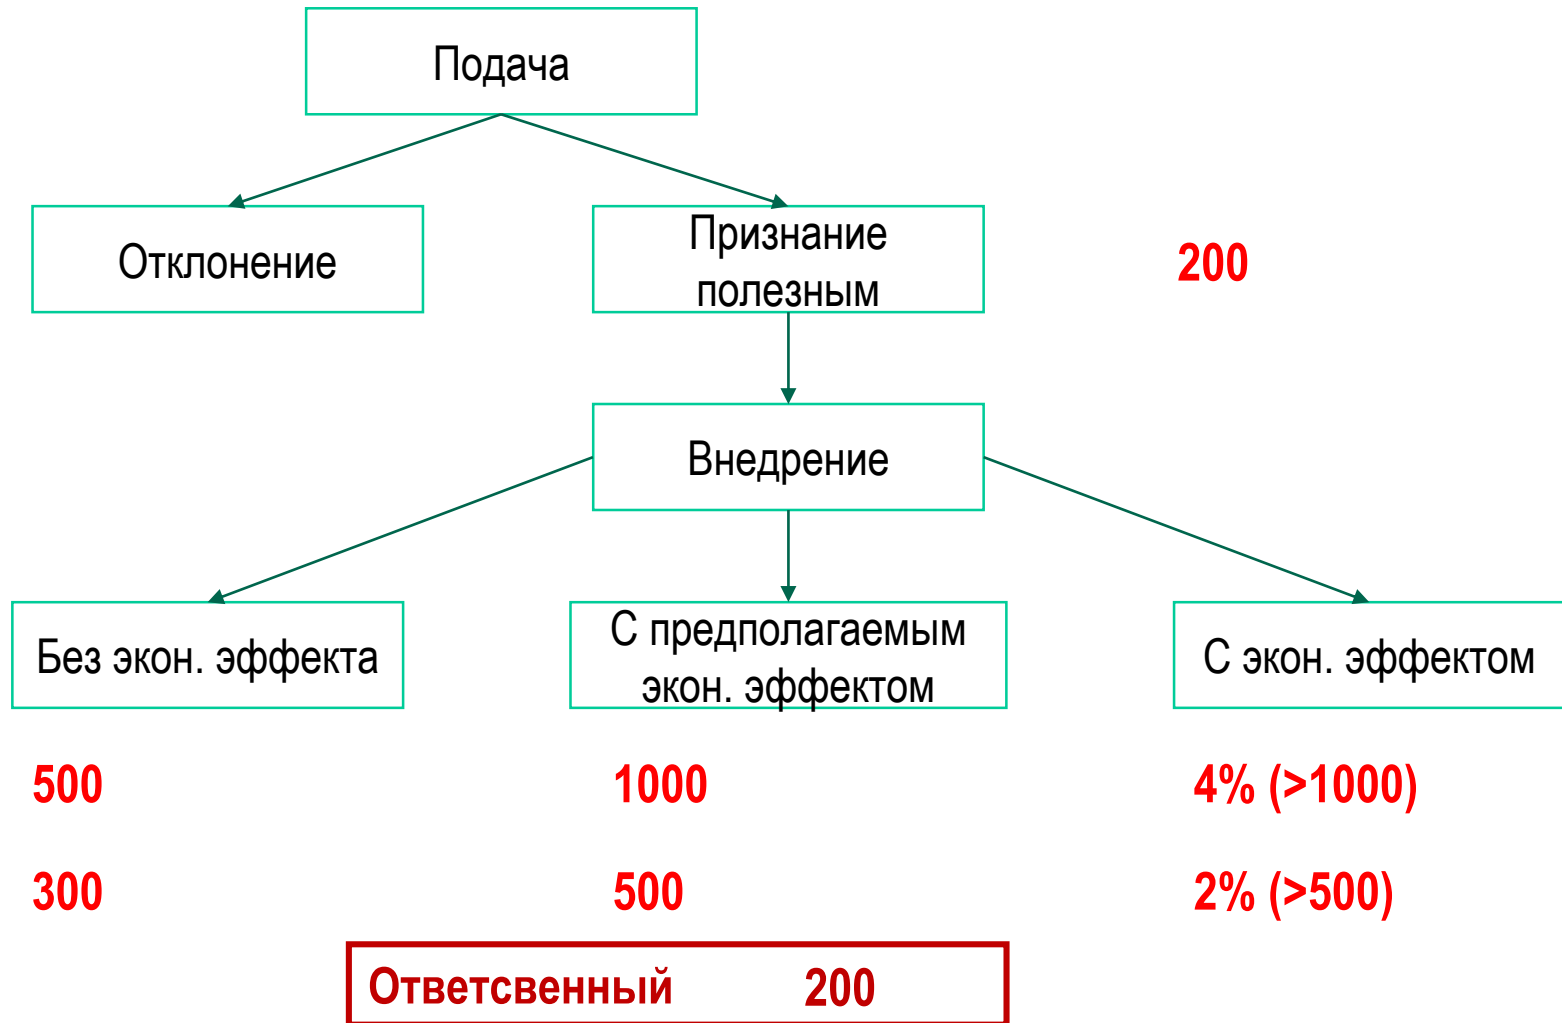 Подача
Отклонение
Признание
полезным
200
Внедрение
Без экон. эффекта
С предполагаемым
экон. эффектом
С экон. эффектом
500
1000
4% (>1000)
300
500
2% (>500)
Ответсвенный 200